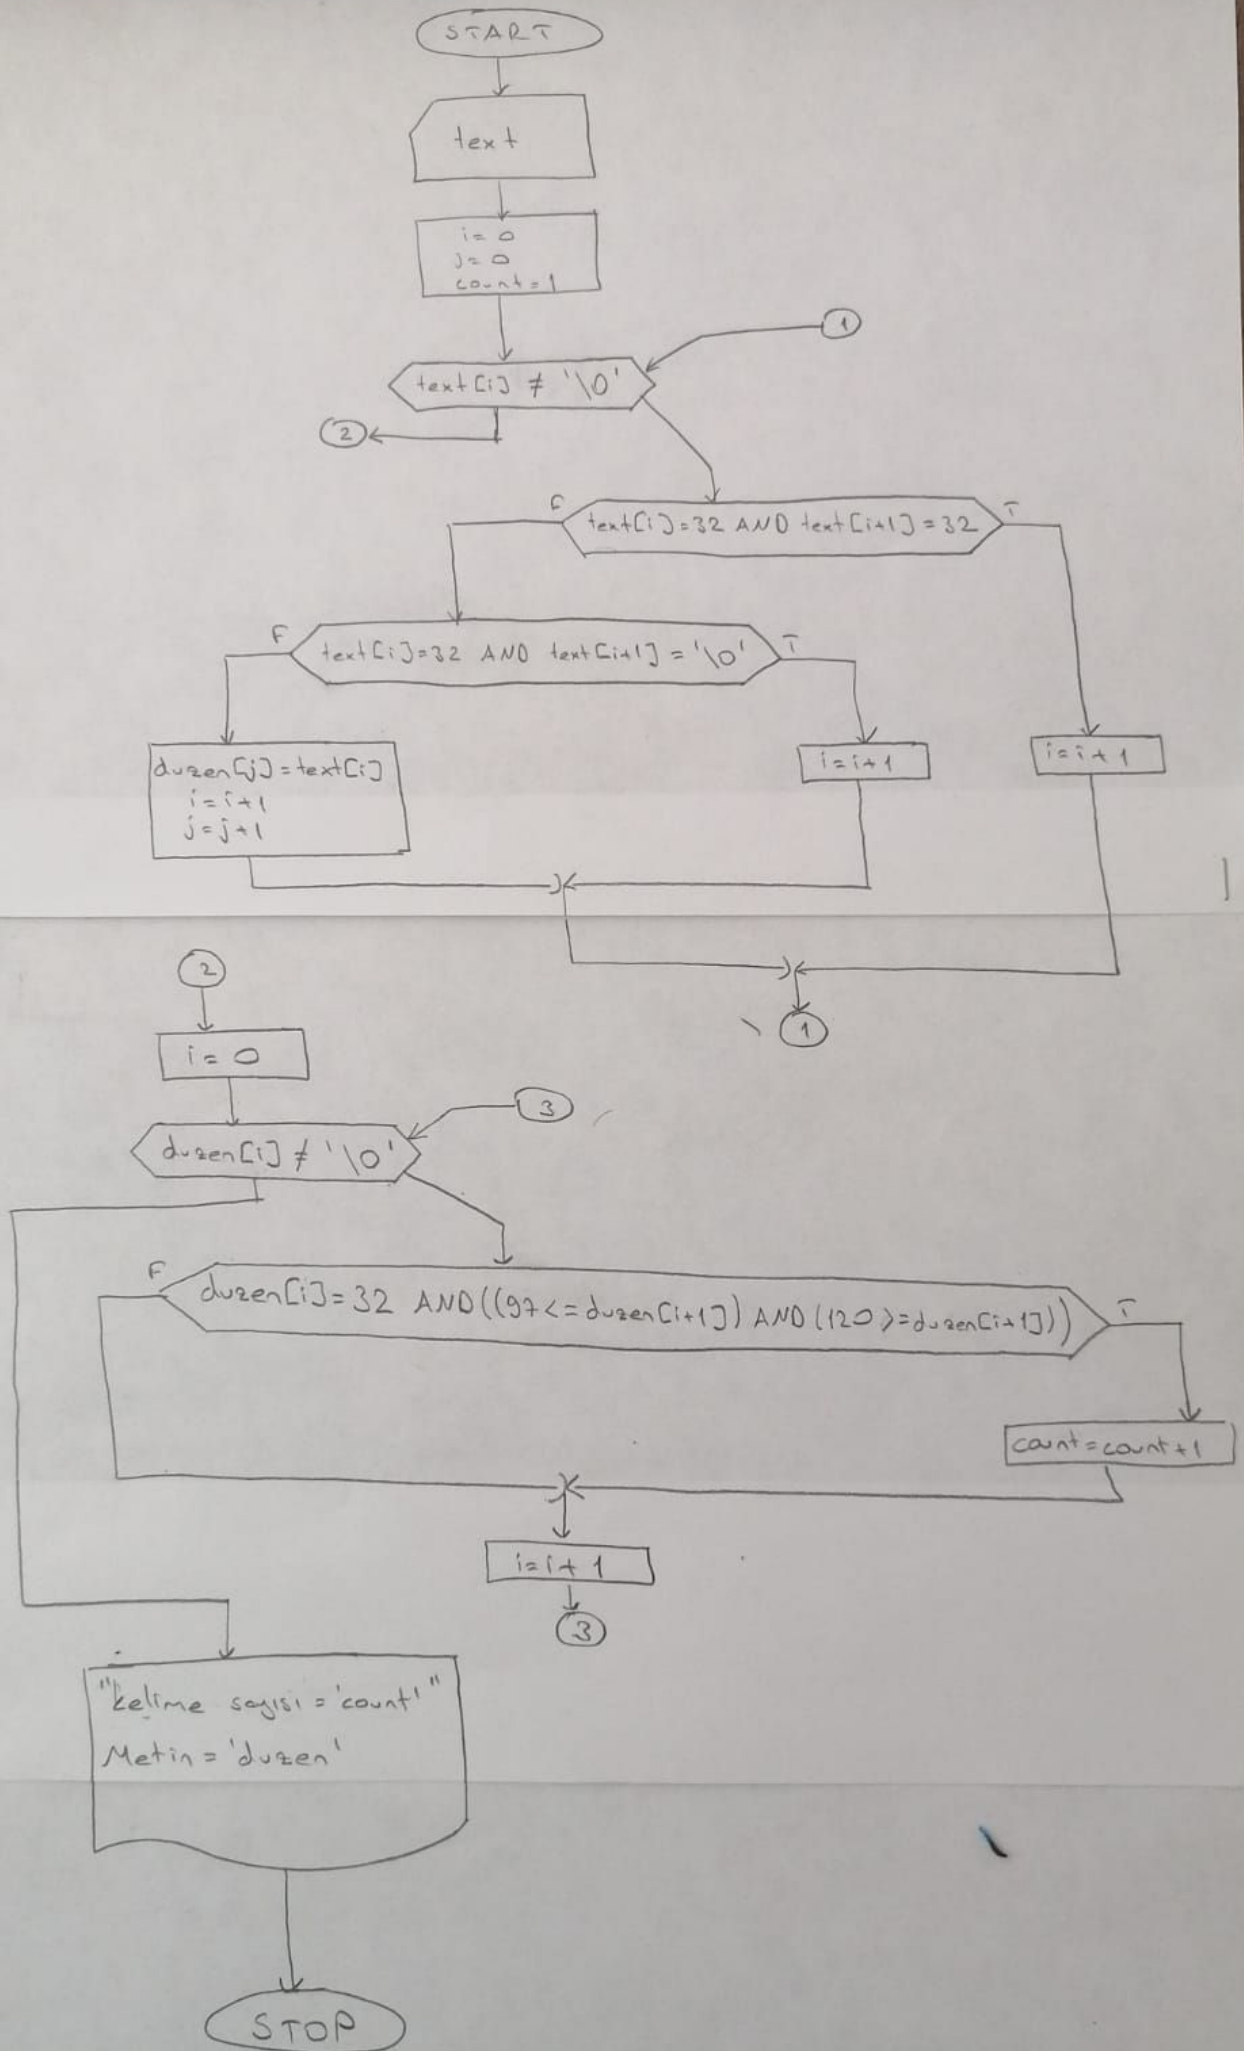 START
text
i= 0
j= 0
count=1
1
text[i] ≠ '\0'
2
F
text[i]=32 AND text[i+1]=32
T
F
text[i]=32 AND text[i+1]='\0'
T
duzen[j]=text[i]
i=i+1
j=j+1
i=i+1
i=i+1
1
2
i= 0
3
duzen[i] ≠ '\0'
F
duzen[i]=32 AND((97<=duzen[i+1]) AND (120>=duzen[i+1]))
T
count=count+1
i=i+1
3
"kelime sayısı='count'"
Metin='duzen'
STOP